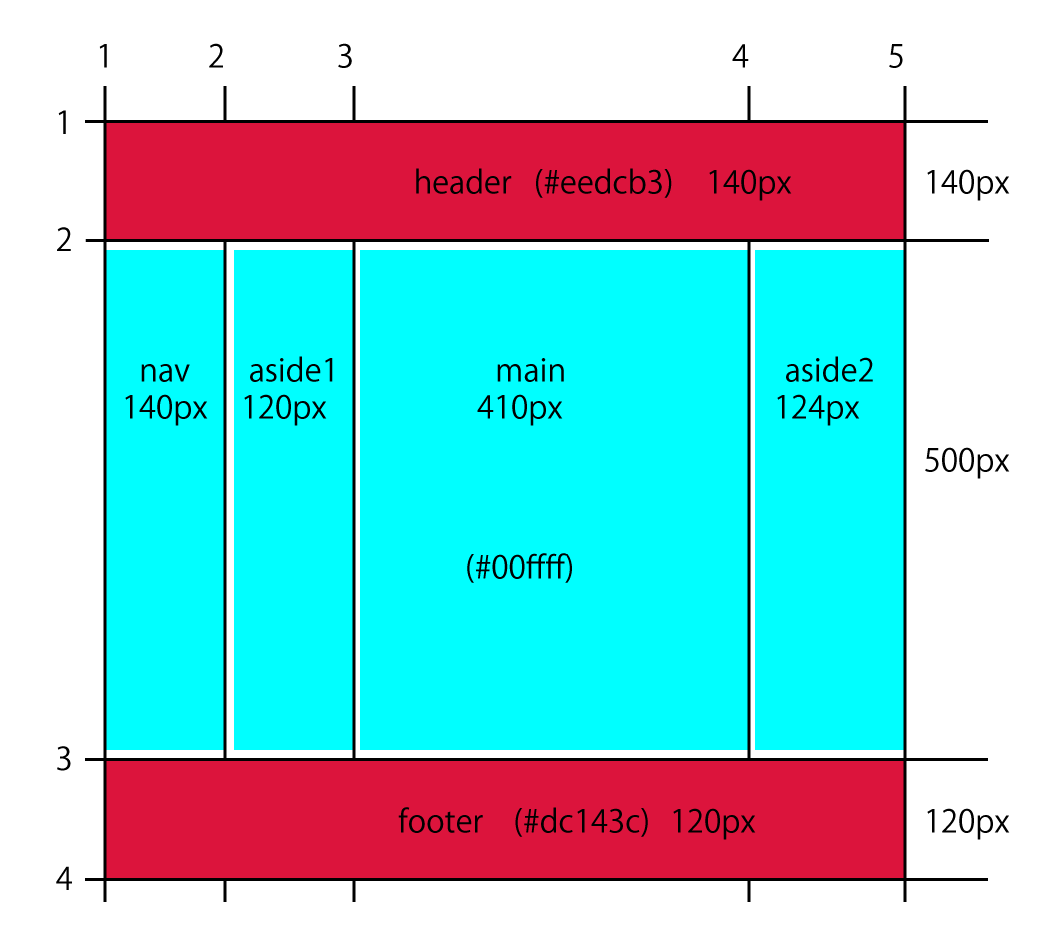 1 2 3 4 5
1
header (#eedcb3) 140px 140px
2
nav aside1 main aside2
140px 120px 410px 124px
500px
(#00ffff)
3
footer (#dc143c) 120px 120px
4